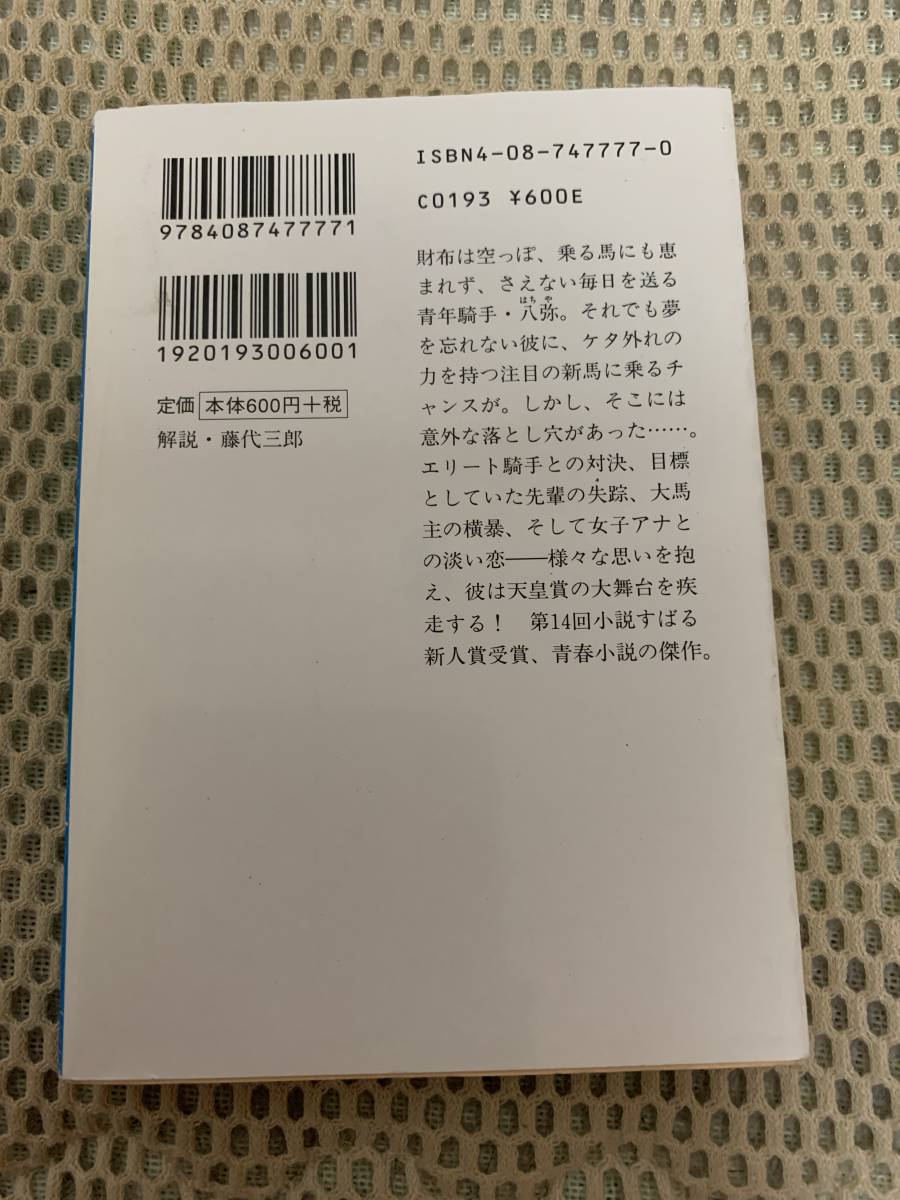 9784087477771
1920193006001
定価 本体600円+税
解説・藤代三郎
ISBN4-08-747777-0
C0193 ¥600E
財布は空っぽ、乗る馬にも恵
まれず、さえない毎日を送る
はちや
青年騎手・八弥。それでも夢
を忘れない彼に、ケタ外れの
力を持つ注目の新馬に乗るチ
ャンスが。しかし、そこには
意外な落とし穴があった……。
エリート騎手との対決、目標
としていた先輩の失踪、大馬
主の横暴、そして女子アナと
の淡い恋――様々な思いを抱
え、彼は天皇賞の大舞台を疾
走する！　第14回小説すばる
新人賞受賞、青春小説の傑作。